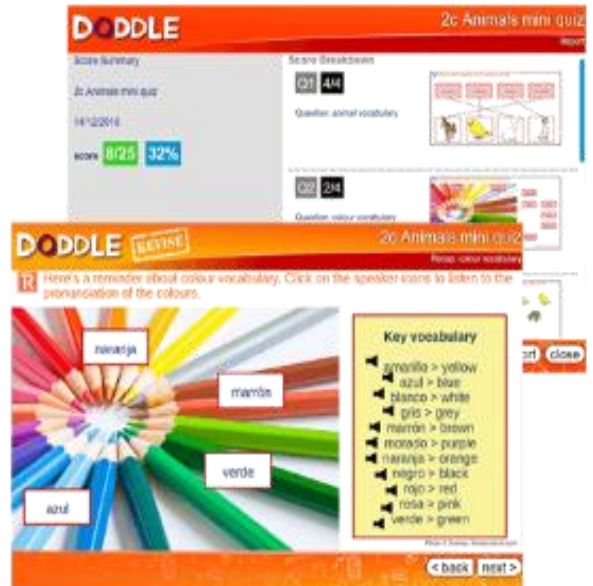 DODDLE
2c Animals mini quiz
Report
Score Summary
2c Animals mini quiz
score 8/25 32%
Score Breakdown
Q1 4/4
Question: animal vocabulary
Q2 2/4
Question: colour vocabulary
close
DODDLE REVISE
2c Animals mini quiz
Recap: colour vocabulary
R Here's a reminder about colour vocabulary. Click on the speaker icons to listen to the
pronunciation of the colours.
naranja
marrón
verde
azul
Key vocabulary
amarillo > yellow
azul > blue
blanco > white
gris > grey
marrón > brown
morado > purple
naranja > orange
negro > black
rojo > red
rosa > pink
verde > green
< back next >